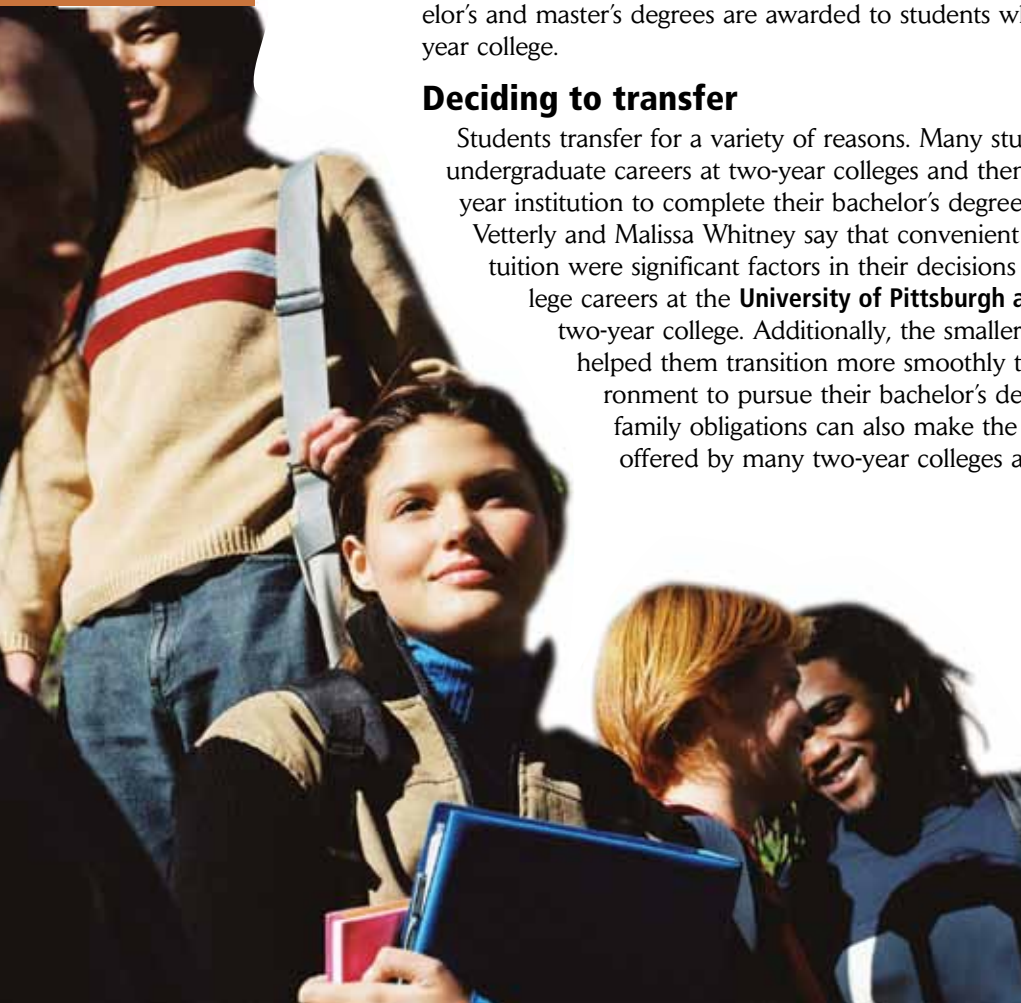 elor's and master's degrees are awarded to students wi
year college.
Deciding to transfer
Students transfer for a variety of reasons. Many stu
undergraduate careers at two-year colleges and then
year institution to complete their bachelor's degree
Vetterly and Malissa Whitney say that convenient
tuition were significant factors in their decisions
lege careers at the University of Pittsburgh a
two-year college. Additionally, the smaller
helped them transition more smoothly t
ronment to pursue their bachelor's de
family obligations can also make the
offered by many two-year colleges a